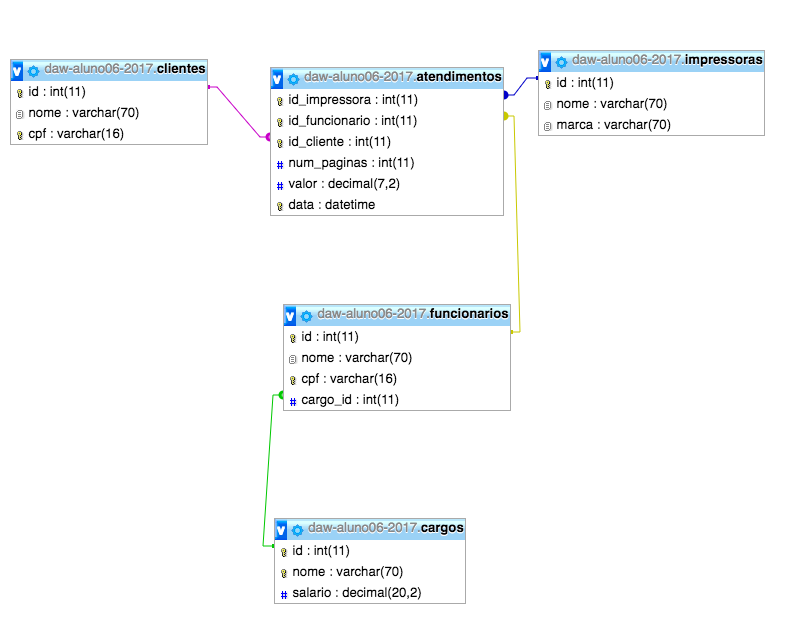 daw-aluno06-2017.clientes
id : int(11)
nome : varchar(70)
cpf : varchar(16)
daw-aluno06-2017.atendimentos
id_impressora : int(11)
id_funcionario : int(11)
id_cliente : int(11)
# num_paginas : int(11)
# valor : decimal(7,2)
data : datetime
daw-aluno06-2017.impressoras
id : int(11)
nome : varchar(70)
marca : varchar(70)
daw-aluno06-2017.funcionarios
id : int(11)
nome : varchar(70)
cpf : varchar(16)
# cargo_id : int(11)
daw-aluno06-2017.cargos
id : int(11)
nome : varchar(70)
# salario : decimal(20,2)